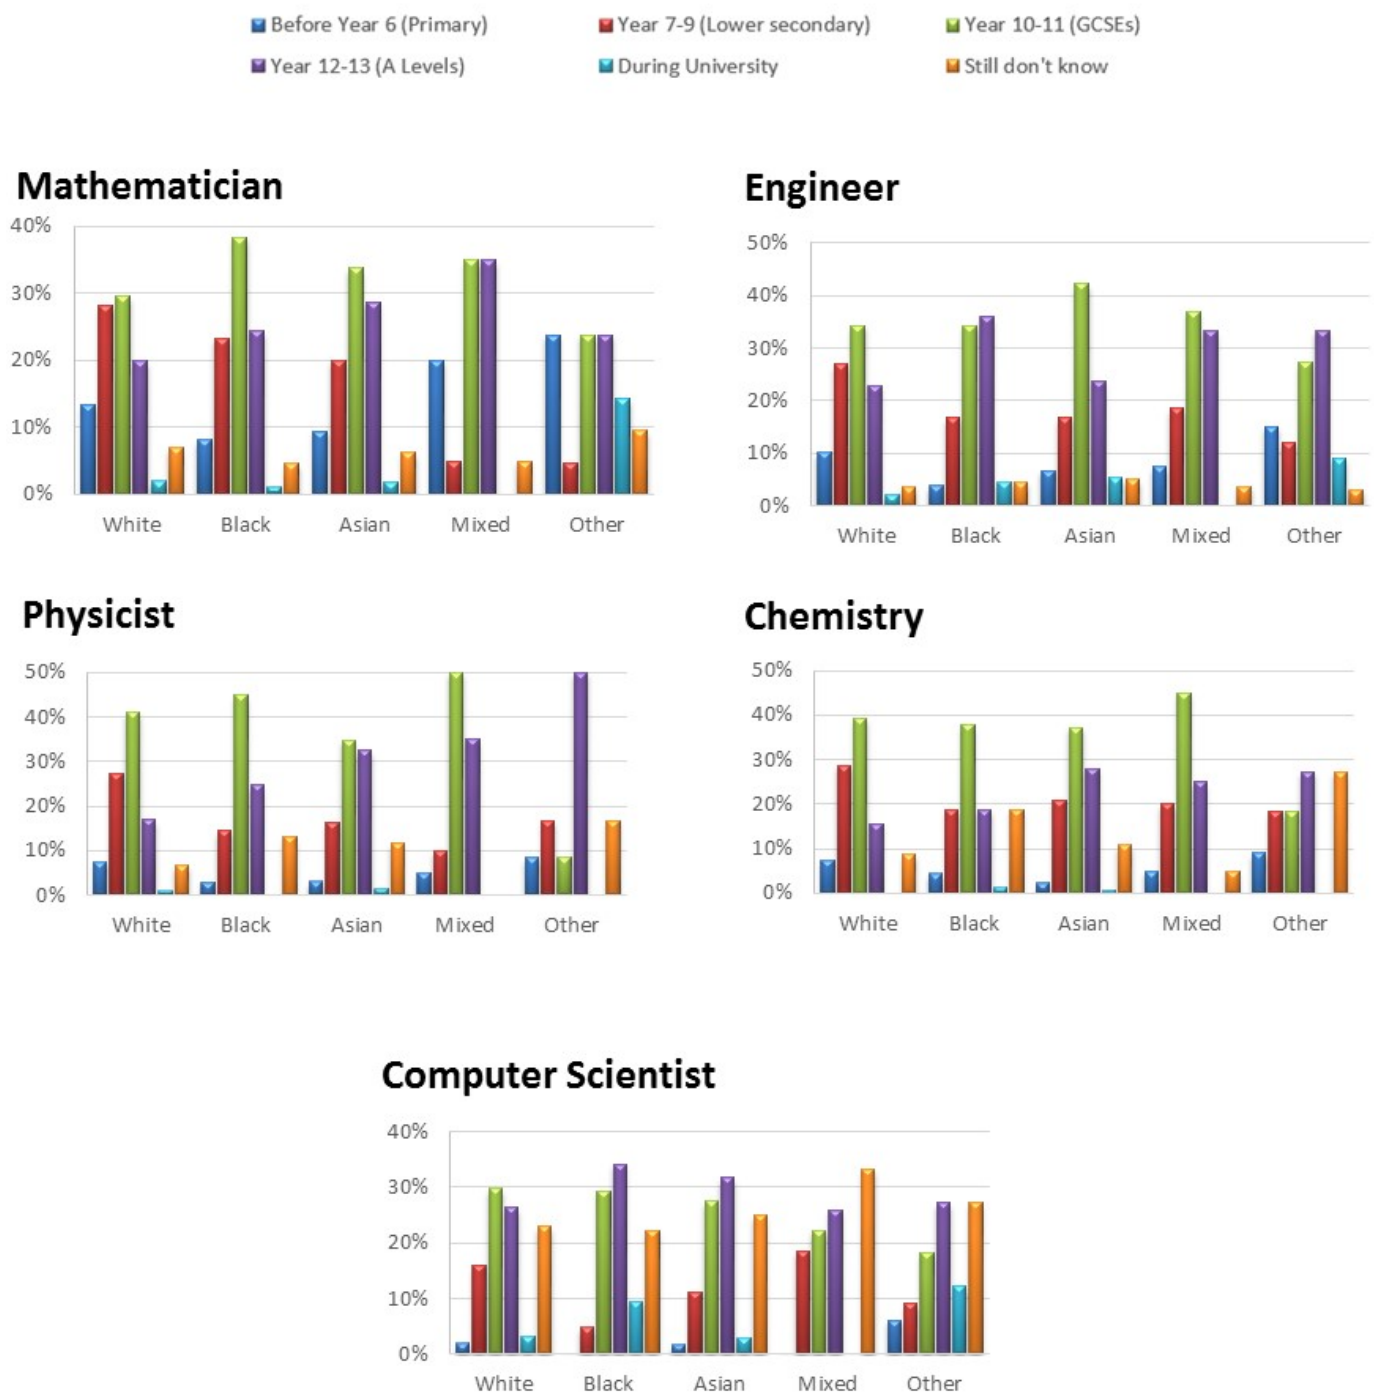 Before Year 6 (Primary) Year 7-9 (Lower secondary) Year 10-11 (GCSEs)
Year 12-13 (A Levels) During University Still don't know
Mathematician
40%
30%
20%
10%
0%
White Black Asian Mixed Other
Engineer
50%
40%
30%
20%
10%
0%
White Black Asian Mixed Other
Physicist
50%
40%
30%
20%
10%
0%
White Black Asian Mixed Other
Chemistry
50%
40%
30%
20%
10%
0%
White Black Asian Mixed Other
Computer Scientist
40%
30%
20%
10%
0%
White Black Asian Mixed Other